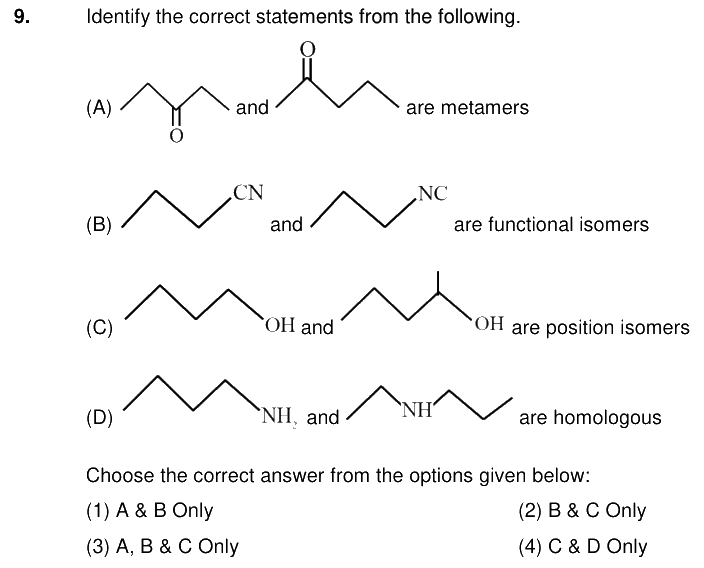 9. Identify the correct statements from the following.
O
(A) and are metamers
O
CN NC
(B) and are functional isomers
(C) OH and OH are position isomers
(D) NH2 and NH are homologous
Choose the correct answer from the options given below:
(1) A & B Only (2) B & C Only
(3) A, B & C Only (4) C & D Only